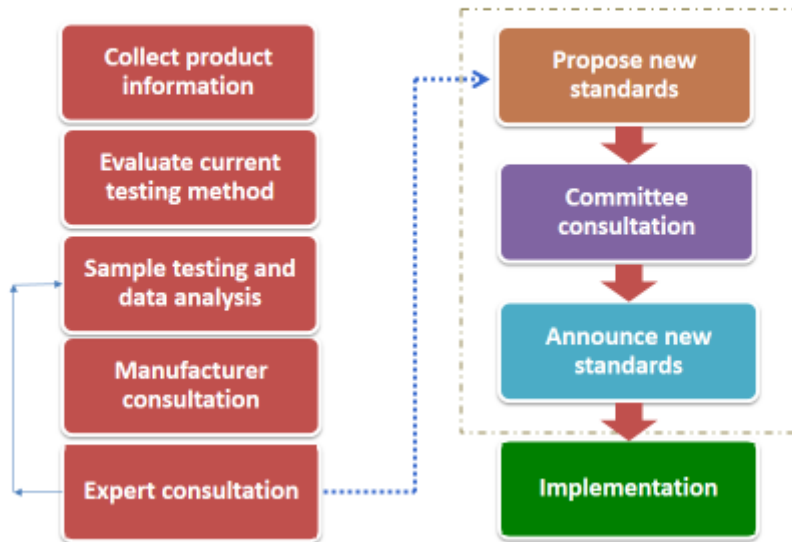 Collect product
information
Evaluate current
testing method
Sample testing and
data analysis
Manufacturer
consultation
Expert consultation
Propose new
standards
Committee
consultation
Announce new
standards
Implementation